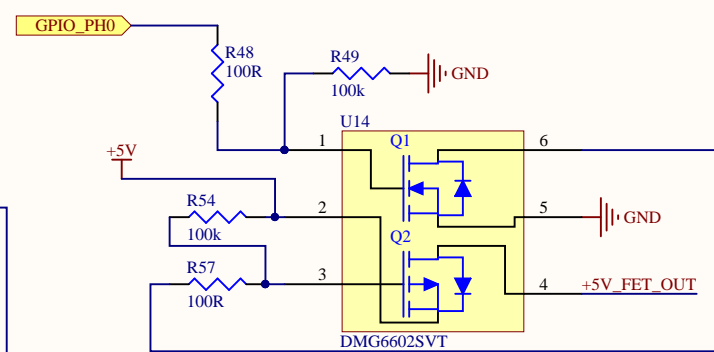 GPIO_PH0
R48
100R
R49
100k
GND
U14
+5V
1
Q1
6
R54
100k
2
5
GND
Q2
R57
100R
3
4
+5V_FET_OUT
DMG6602SVT